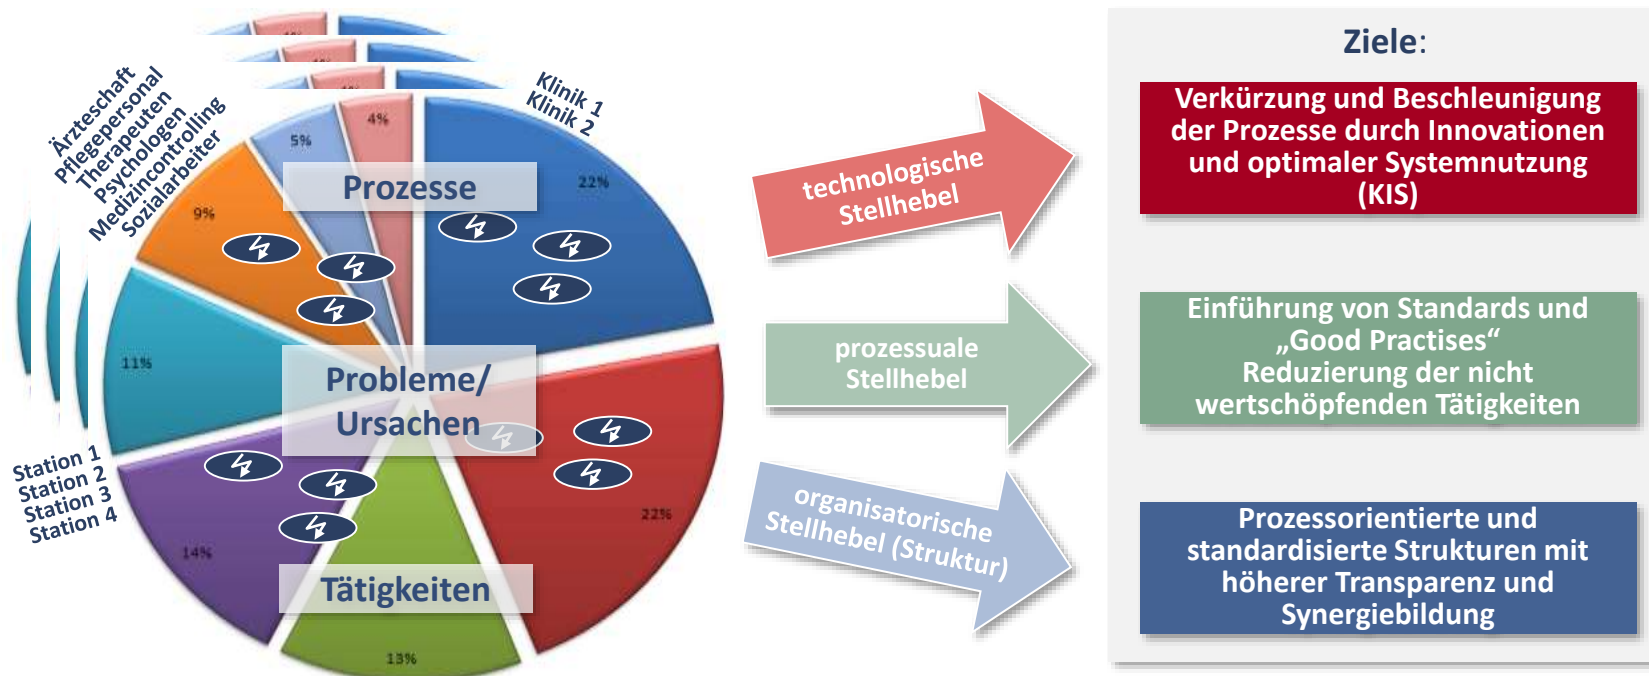 Ärzteschaft
Pflegepersonal
Therapeuten
Psychologen
Medizincontrolling
Sozialarbeiter
Klinik 1
Klinik 2
4%
5%
22%
9%
Prozesse
11%
Probleme/
Ursachen
Station 1
Station 2
Station 3
Station 4
22%
14%
Tätigkeiten
13%
technologische
Stellhebel
prozessuale
Stellhebel
organisatorische
Stellhebel (Struktur)
Ziele:
Verkürzung und Beschleunigung
der Prozesse durch Innovationen
und optimaler Systemnutzung
(KIS)
Einführung von Standards und
„Good Practises“
Reduzierung der nicht
wertschöpfenden Tätigkeiten
Prozessorientierte und
standardisierte Strukturen mit
höherer Transparenz und
Synergiebildung